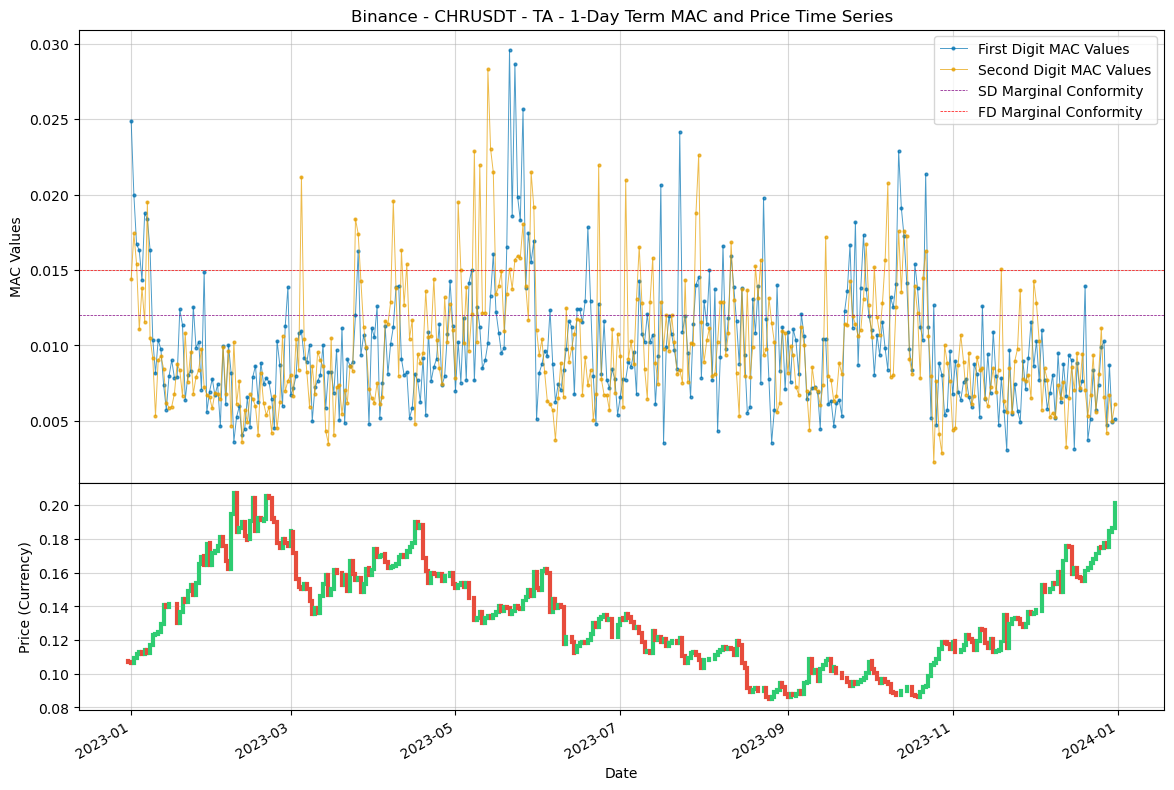 Binance - CHRUSDT - TA - 1-Day Term MAC and Price Time Series
First Digit MAC Values
Second Digit MAC Values
SD Marginal Conformity
FD Marginal Conformity
MAC Values
0.030
0.025
0.020
0.015
0.010
0.005
Price (Currency)
0.20
0.18
0.16
0.14
0.12
0.10
0.08
2023-01
2023-03
2023-05
2023-07
2023-09
2023-11
2024-01
Date